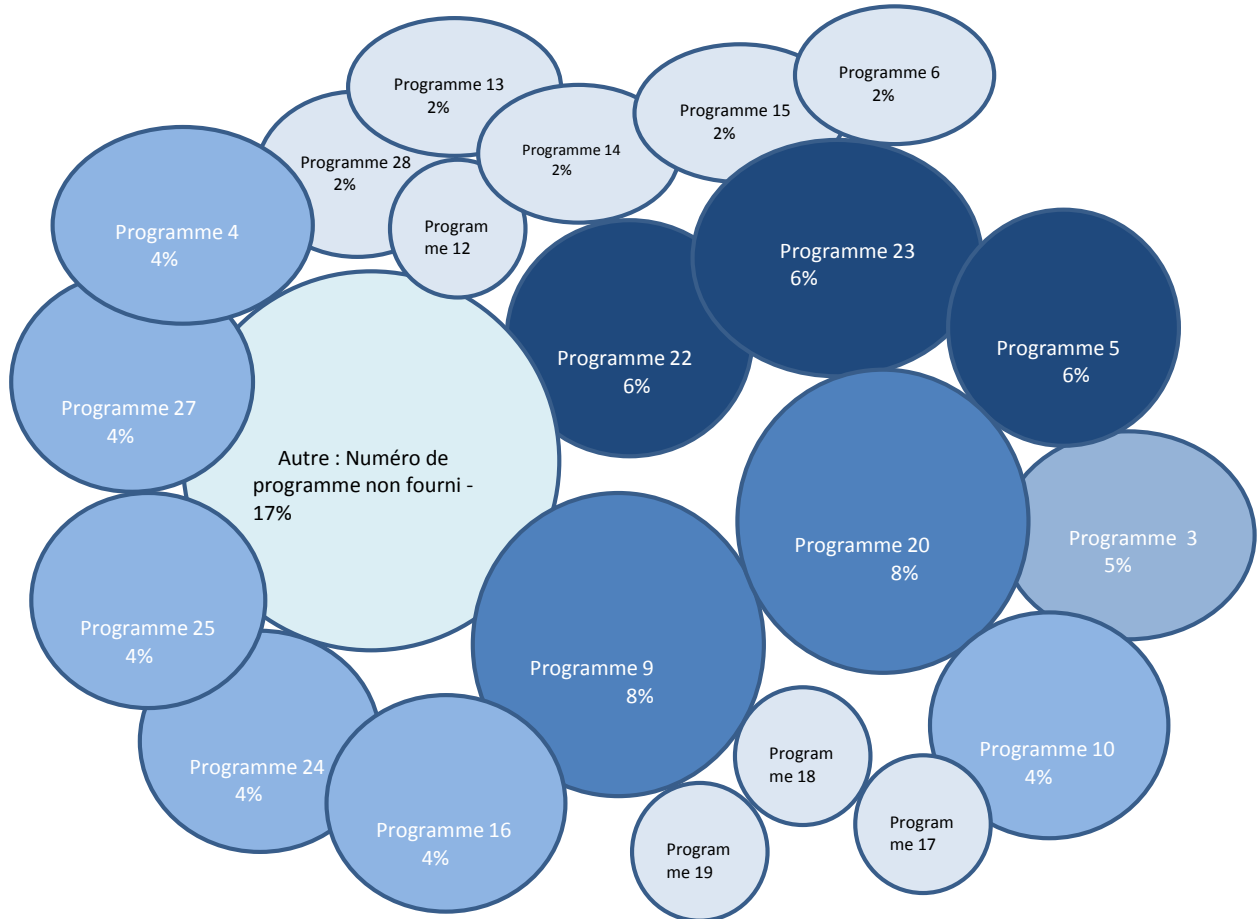 Programme 6
2%
Programme 13
2%
Programme 15
2%
Programme 14
2%
Programme 28
2%
Programme 4
4%
Program
me 12
Programme 23
6%
Programme 5
6%
Programme 22
6%
Programme 27
4%
Autre : Numéro de
programme non fourni -
17%
Programme 20
8%
Programme 3
5%
Programme 25
4%
Programme 9
8%
Programme 10
4%
Program
me 18
Programme 24
4%
Programme 16
4%
Program
me 17
Program
me 19